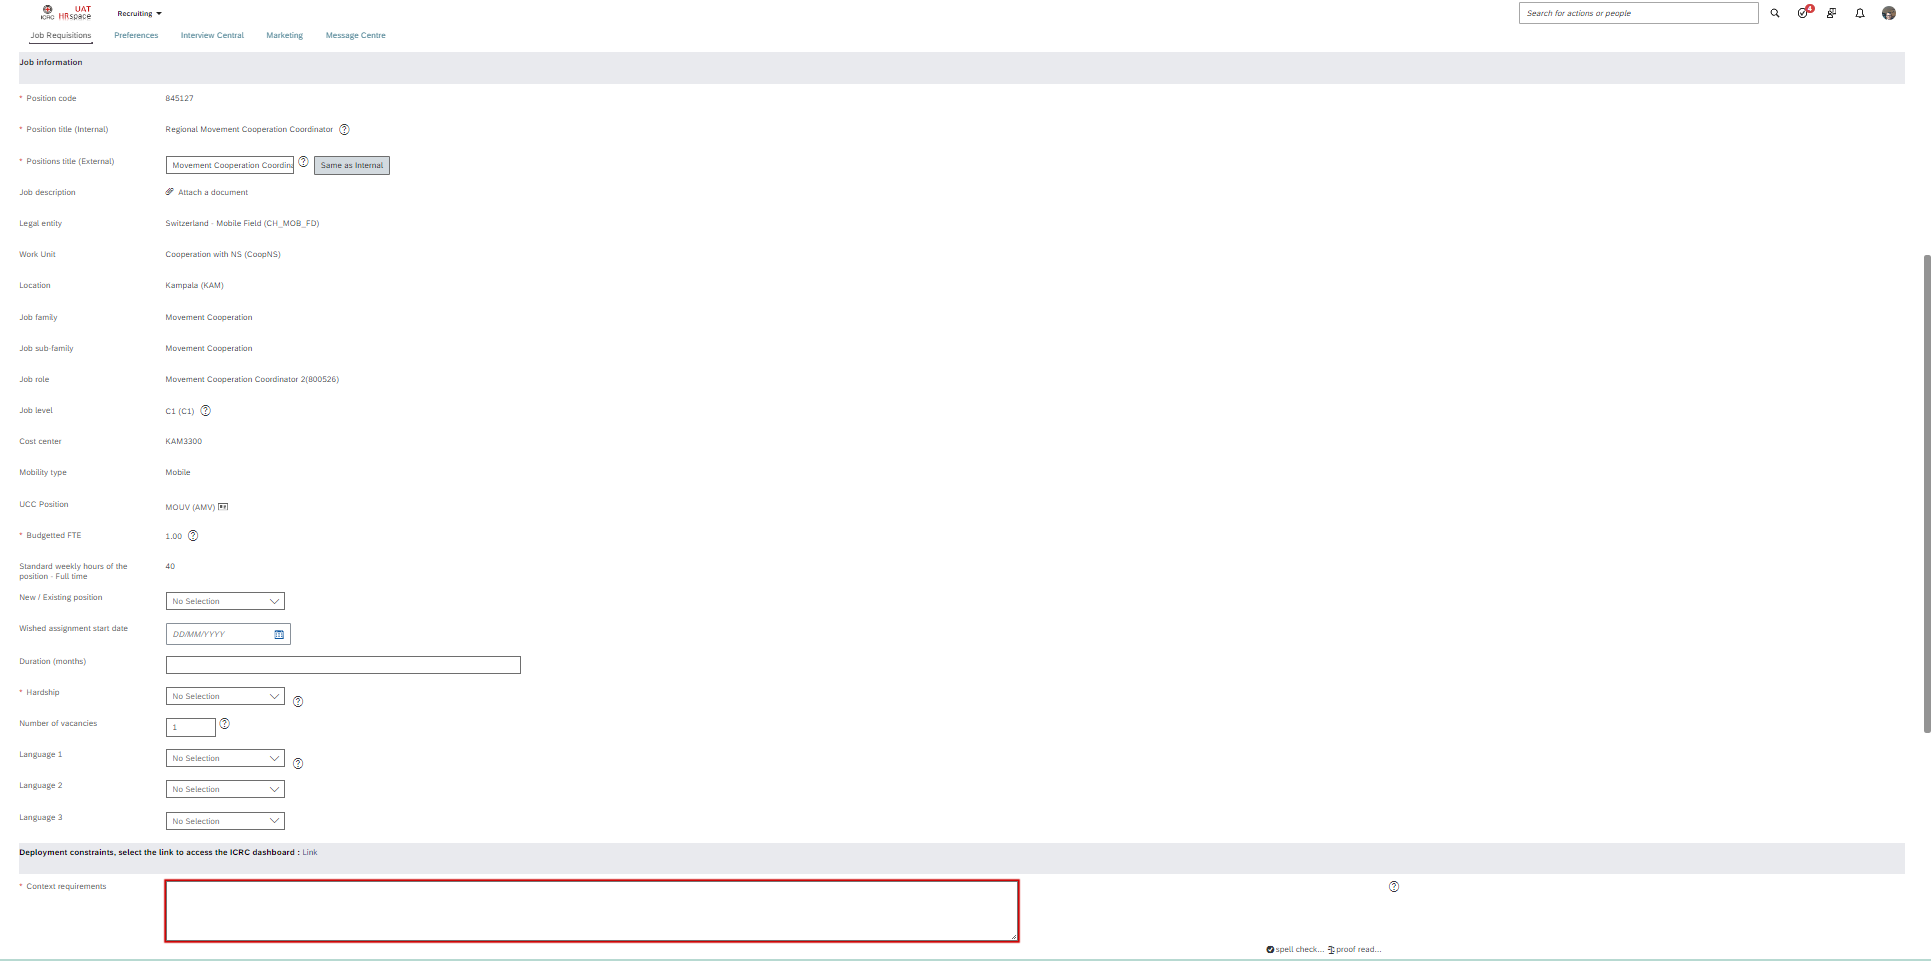 ICRC UAT HRspace Recruiting Search for actions or people 4
Job Requisitions Preferences Interview Central Marketing Message Centre
Job information
* Position code 845127
* Position title (Internal) Regional Movement Cooperation Coordinator ?
* Positions title (External) Movement Cooperation Coordina ? Same as Internal
Job description Attach a document
Legal entity Switzerland - Mobile Field (CH_MOB_FD)
Work Unit Cooperation with NS (CoopNS)
Location Kampala (KAM)
Job family Movement Cooperation
Job sub-family Movement Cooperation
Job role Movement Cooperation Coordinator 2(800526)
Job level C1 (C1) ?
Cost center KAM3300
Mobility type Mobile
UCC Position MOUV (AMV)
* Budgetted FTE 1.00 ?
Standard weekly hours of the 40
position - Full time
New / Existing position No Selection
Wished assignment start date DD/MM/YYYY
Duration (months)
* Hardship No Selection ?
Number of vacancies 1 ?
Language 1 No Selection ?
Language 2 No Selection
Language 3 No Selection
Deployment constraints, select the link to access the ICRC dashboard : Link
* Context requirements ?
spell check... proof read...